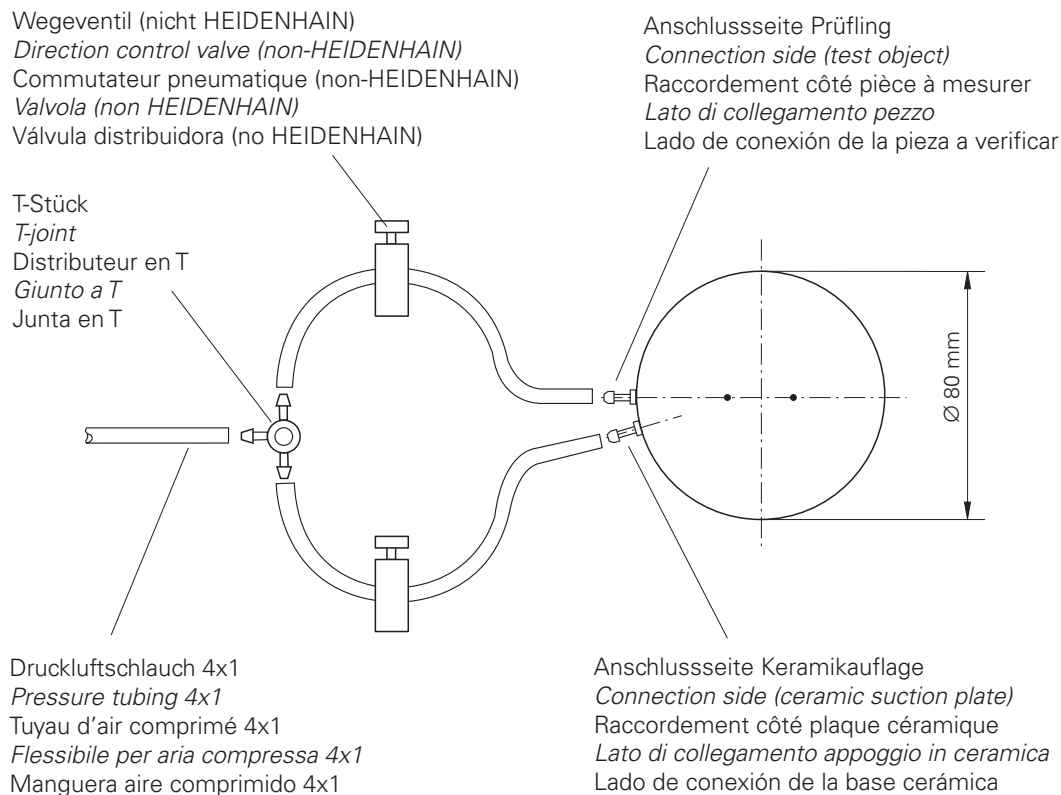 Wegeventil (nicht HEIDENHAIN)
Direction control valve (non-HEIDENHAIN)
Commutateur pneumatique (non-HEIDENHAIN)
Valvola (non HEIDENHAIN)
Válvula distribuidora (no HEIDENHAIN)
Anschlussseite Prüfling
Connection side (test object)
Raccordement côté pièce à mesurer
Lato di collegamento pezzo
Lado de conexión de la pieza a verificar
T-Stück
T-joint
Distributeur en T
Giunto a T
Junta en T
Ø 80 mm
Druckluftschlauch 4x1
Pressure tubing 4x1
Tuyau d'air comprimé 4x1
Flessibile per aria compressa 4x1
Manguera aire comprimido 4x1
Anschlussseite Keramikauflage
Connection side (ceramic suction plate)
Raccordement côté plaque céramique
Lato di collegamento appoggio in ceramica
Lado de conexión de la base cerámica